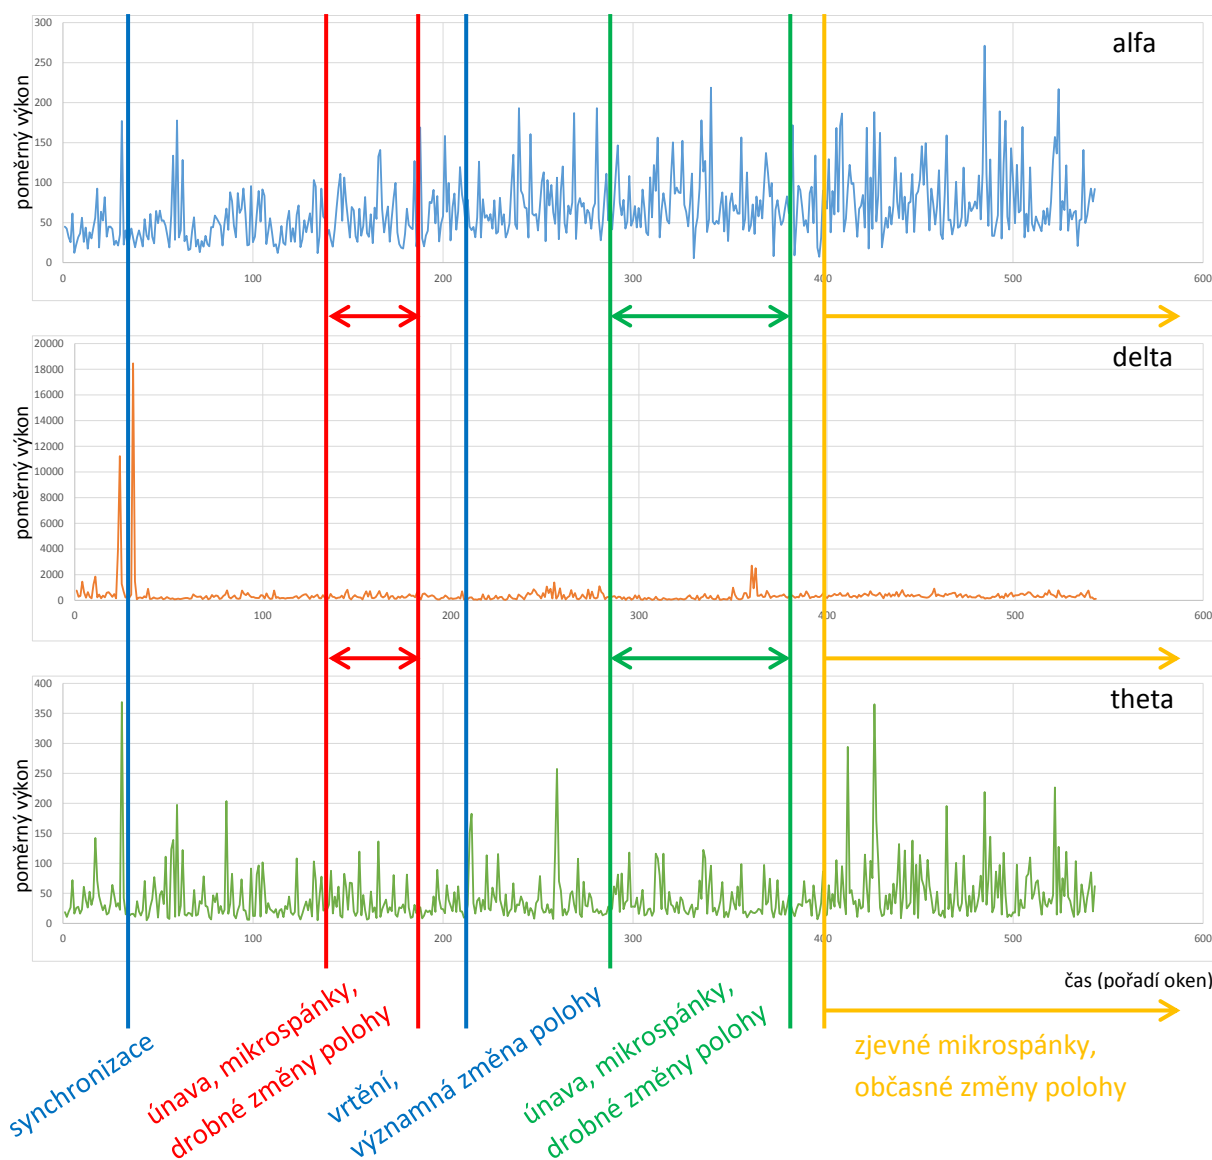 alfa
poměrný výkon
300
250
200
150
100
50
0
0 100 200 300 400 500 600
delta
poměrný výkon
20000
18000
16000
14000
12000
10000
8000
6000
4000
2000
0
0 100 200 300 400 500 600
theta
poměrný výkon
400
350
300
250
200
150
100
50
0
0 100 200 300 400 500 600
čas (pořadí oken)
synchronizace
únava, mikrospánky,
drobné změny polohy
vrtění,
významná změna polohy
únava, mikrospánky,
drobné změny polohy
zjevné mikrospánky,
občasné změny polohy